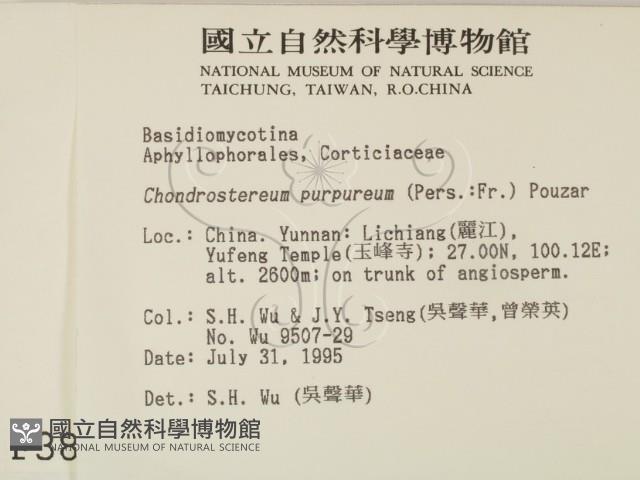 國立自然科學博物館
NATIONAL MUSEUM OF NATURAL SCIENCE
TAICHUNG, TAIWAN, R.O.CHINA
Basidiomycotina
Aphyllophorales, Corticiaceae
Chondrostereum purpureum (Pers.:Fr.) Pouzar
Loc.: China. Yunnan: Lichiang(麗江),
Yufeng Temple(玉峰寺); 27.00N, 100.12E;
alt. 2600m; on trunk of angiosperm.
Col.: S.H. Wu & J.Y. Tseng(吳聲華,曾榮英)
No. Wu 9507-29
Date: July 31, 1995
Det.: S.H. Wu (吳聲華)
國立自然科學博物館
NATIONAL MUSEUM OF NATURAL SCIENCE